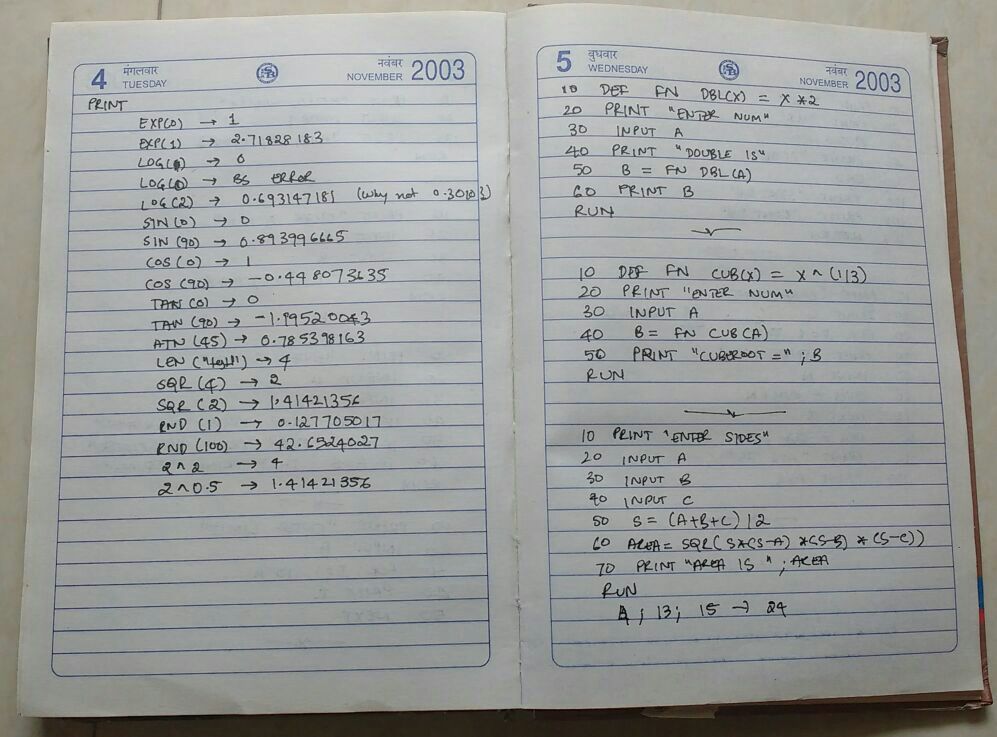 4 मंगलवार TUESDAY नवंबर NOVEMBER 2003
PRINT
EXP(0) → 1
EXP(1) → 2.71828183
LOG(1) → 0
LOG(0) → BS ERROR
LOG(2) → 0.693147181 (why not 0.30103)
SIN(0) → 0
SIN(90) → 0.893996665
COS(0) → 1
COS(90) → -0.448073635
TAN(0) → 0
TAN(90) → -1.99520043
ATN(45) → 0.785398163
LEN("test") → 4
SQR(4) → 2
SQR(2) → 1.41421356
RND(1) → 0.127705017
RND(100) → 42.6524027
2^2 → 4
2^0.5 → 1.41421356
5 बुधवार WEDNESDAY नवंबर NOVEMBER 2003
10 DEF FN DBL(X) = X**2
20 PRINT "ENTER NUM"
30 INPUT A
40 PRINT "DOUBLE IS"
50 B = FN DBL(A)
60 PRINT B
RUN
10 DEF FN CUB(X) = X^(1/3)
20 PRINT "ENTER NUM"
30 INPUT A
40 B= FN CUB(A)
50 PRINT "CUBEROOT=" ; B
RUN
10 PRINT "ENTER SIDES"
20 INPUT A
30 INPUT B
40 INPUT C
50 S = (A+B+C)/2
60 AREA= SQR(S*(S-A)*(S-B)*(S-C))
70 PRINT "AREA IS " ; AREA
RUN
4; 13; 15 → 24